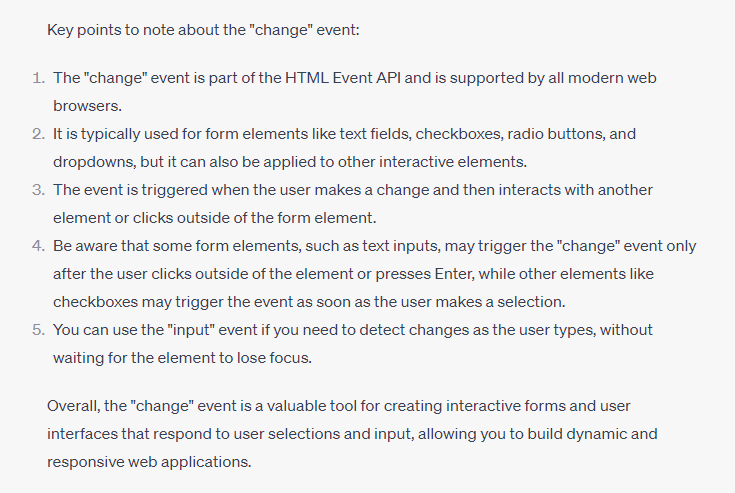 Key points to note about the "change" event:
1. The "change" event is part of the HTML Event API and is supported by all modern web
browsers.
2. It is typically used for form elements like text fields, checkboxes, radio buttons, and
dropdowns, but it can also be applied to other interactive elements.
3. The event is triggered when the user makes a change and then interacts with another
element or clicks outside of the form element.
4. Be aware that some form elements, such as text inputs, may trigger the "change" event only
after the user clicks outside of the element or presses Enter, while other elements like
checkboxes may trigger the event as soon as the user makes a selection.
5. You can use the "input" event if you need to detect changes as the user types, without
waiting for the element to lose focus.
Overall, the "change" event is a valuable tool for creating interactive forms and user
interfaces that respond to user selections and input, allowing you to build dynamic and
responsive web applications.